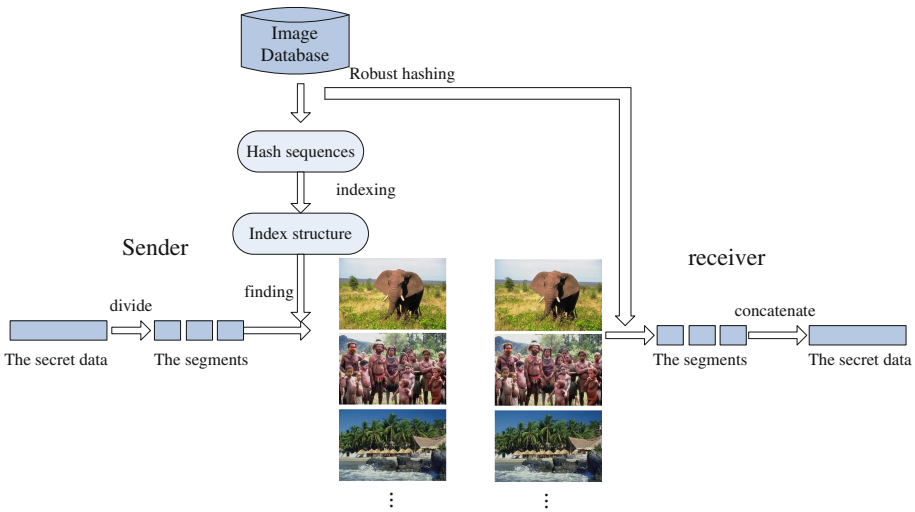 Image
Database
Robust hashing
Hash sequences
indexing
Index structure
Sender
receiver
finding
divide
concatenate
The secret data
The segments
The segments
The secret data
⋮
⋮